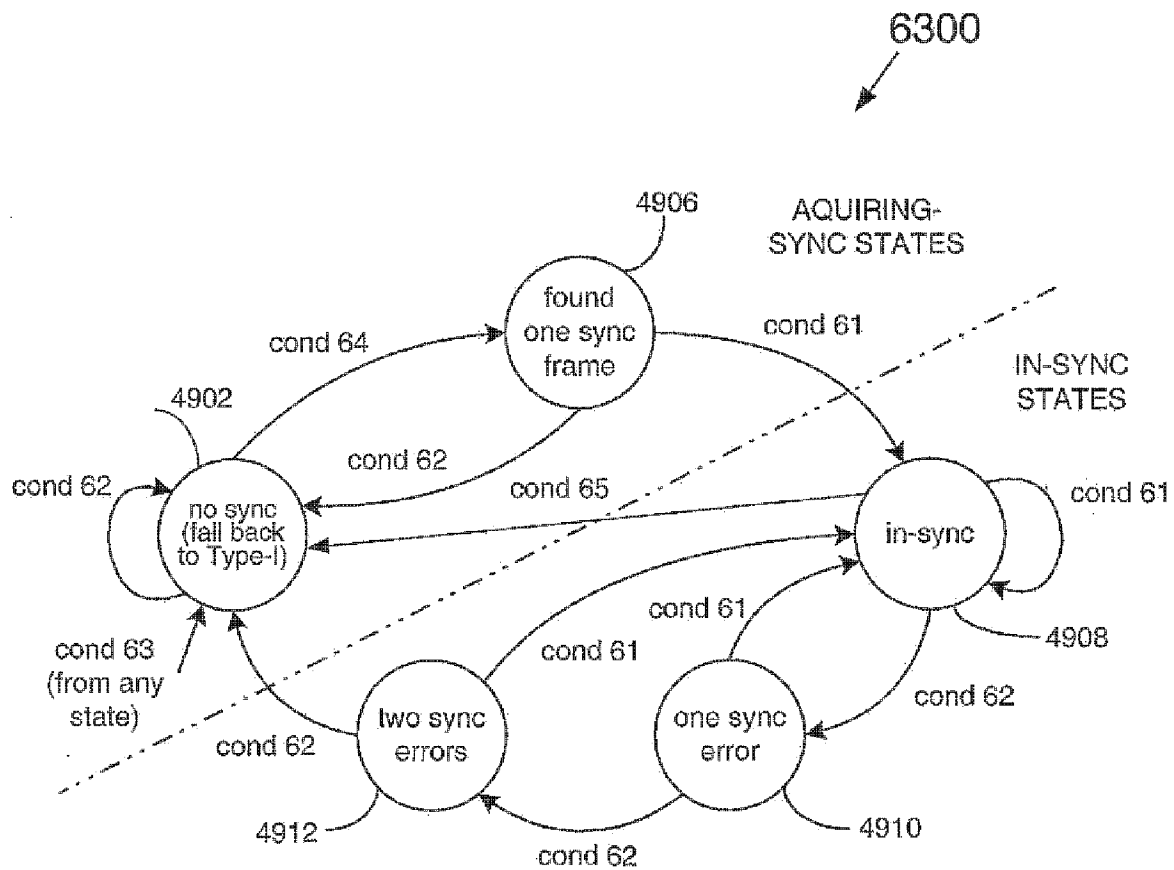 6300
4906
AQUIRING-
SYNC STATES
found
one sync
frame
cond 64
cond 61
IN-SYNC
STATES
4902
cond 62
cond 62
cond 65
cond 61
no sync
(fall back
to Type-I)
in-sync
cond 63
(from any
state)
cond 61
cond 61
4908
cond 62
cond 62
two sync
errors
one sync
error
4912
4910
cond 62